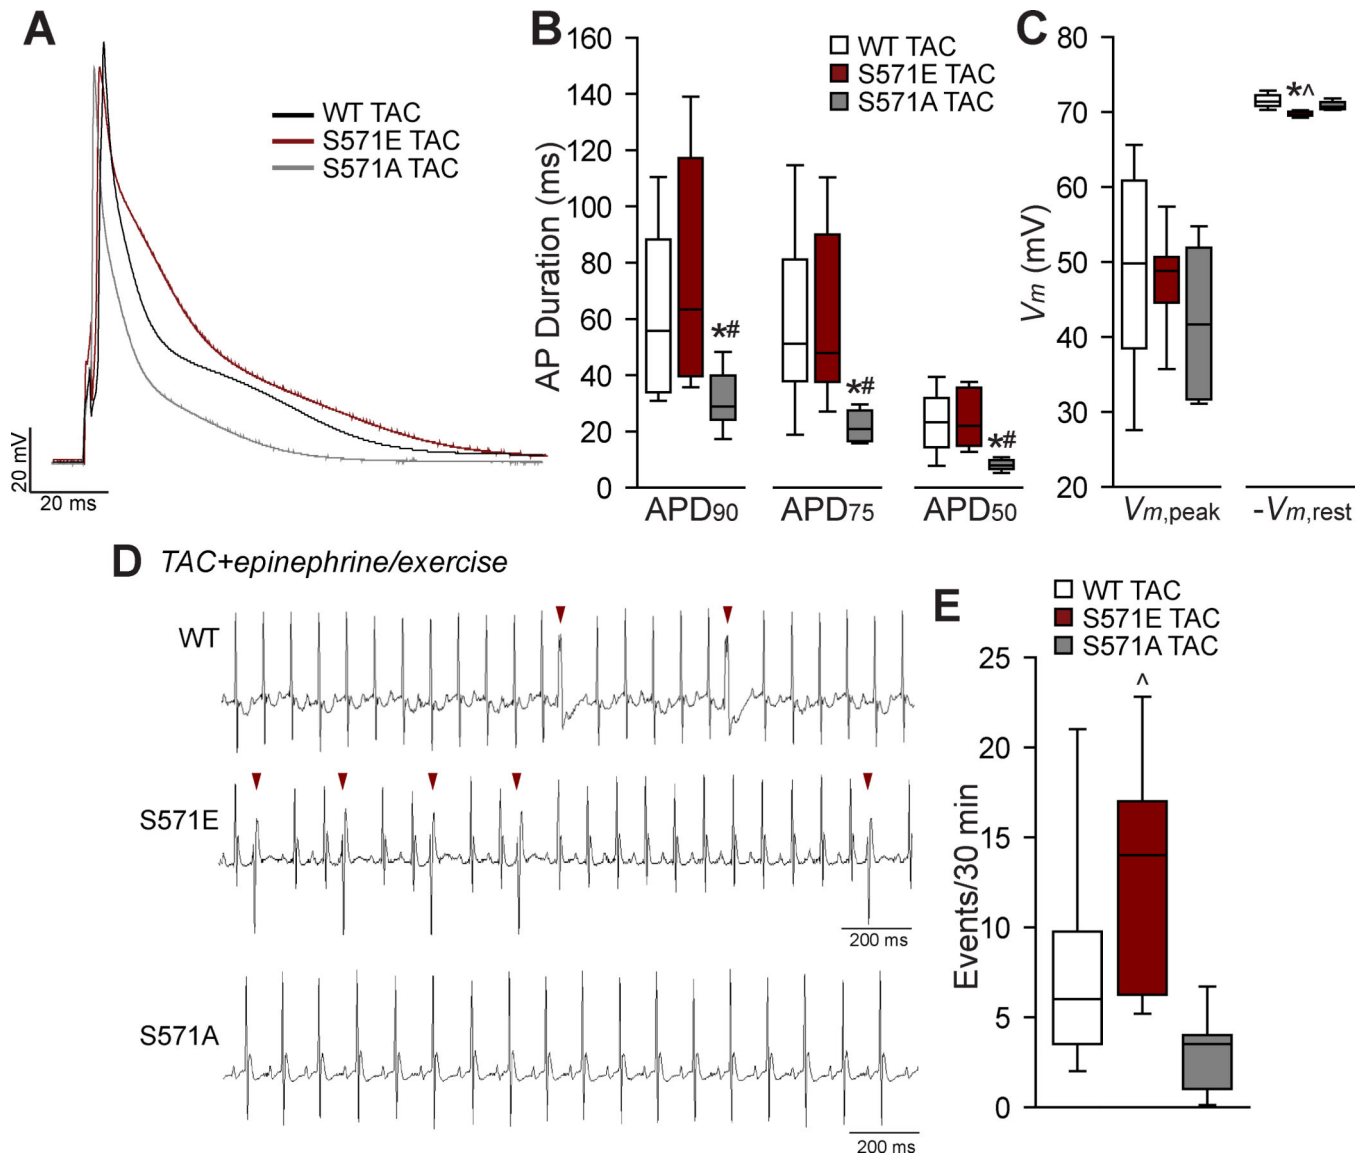 A
WT TAC
S571E TAC
S571A TAC
20 mV
20 ms
B
AP Duration (ms)
160
140
120
100
80
60
40
20
0
WT TAC
S571E TAC
S571A TAC
*#
*#
*#
APD90
APD75
APD50
C
Vm (mV)
80
70
60
50
40
30
20
*^
Vm,peak
-Vm,rest
D TAC+epinephrine/exercise
WT
S571E
200 ms
S571A
200 ms
E
WT TAC
S571E TAC
S571A TAC
Events/30 min
25
20
15
10
5
0
^